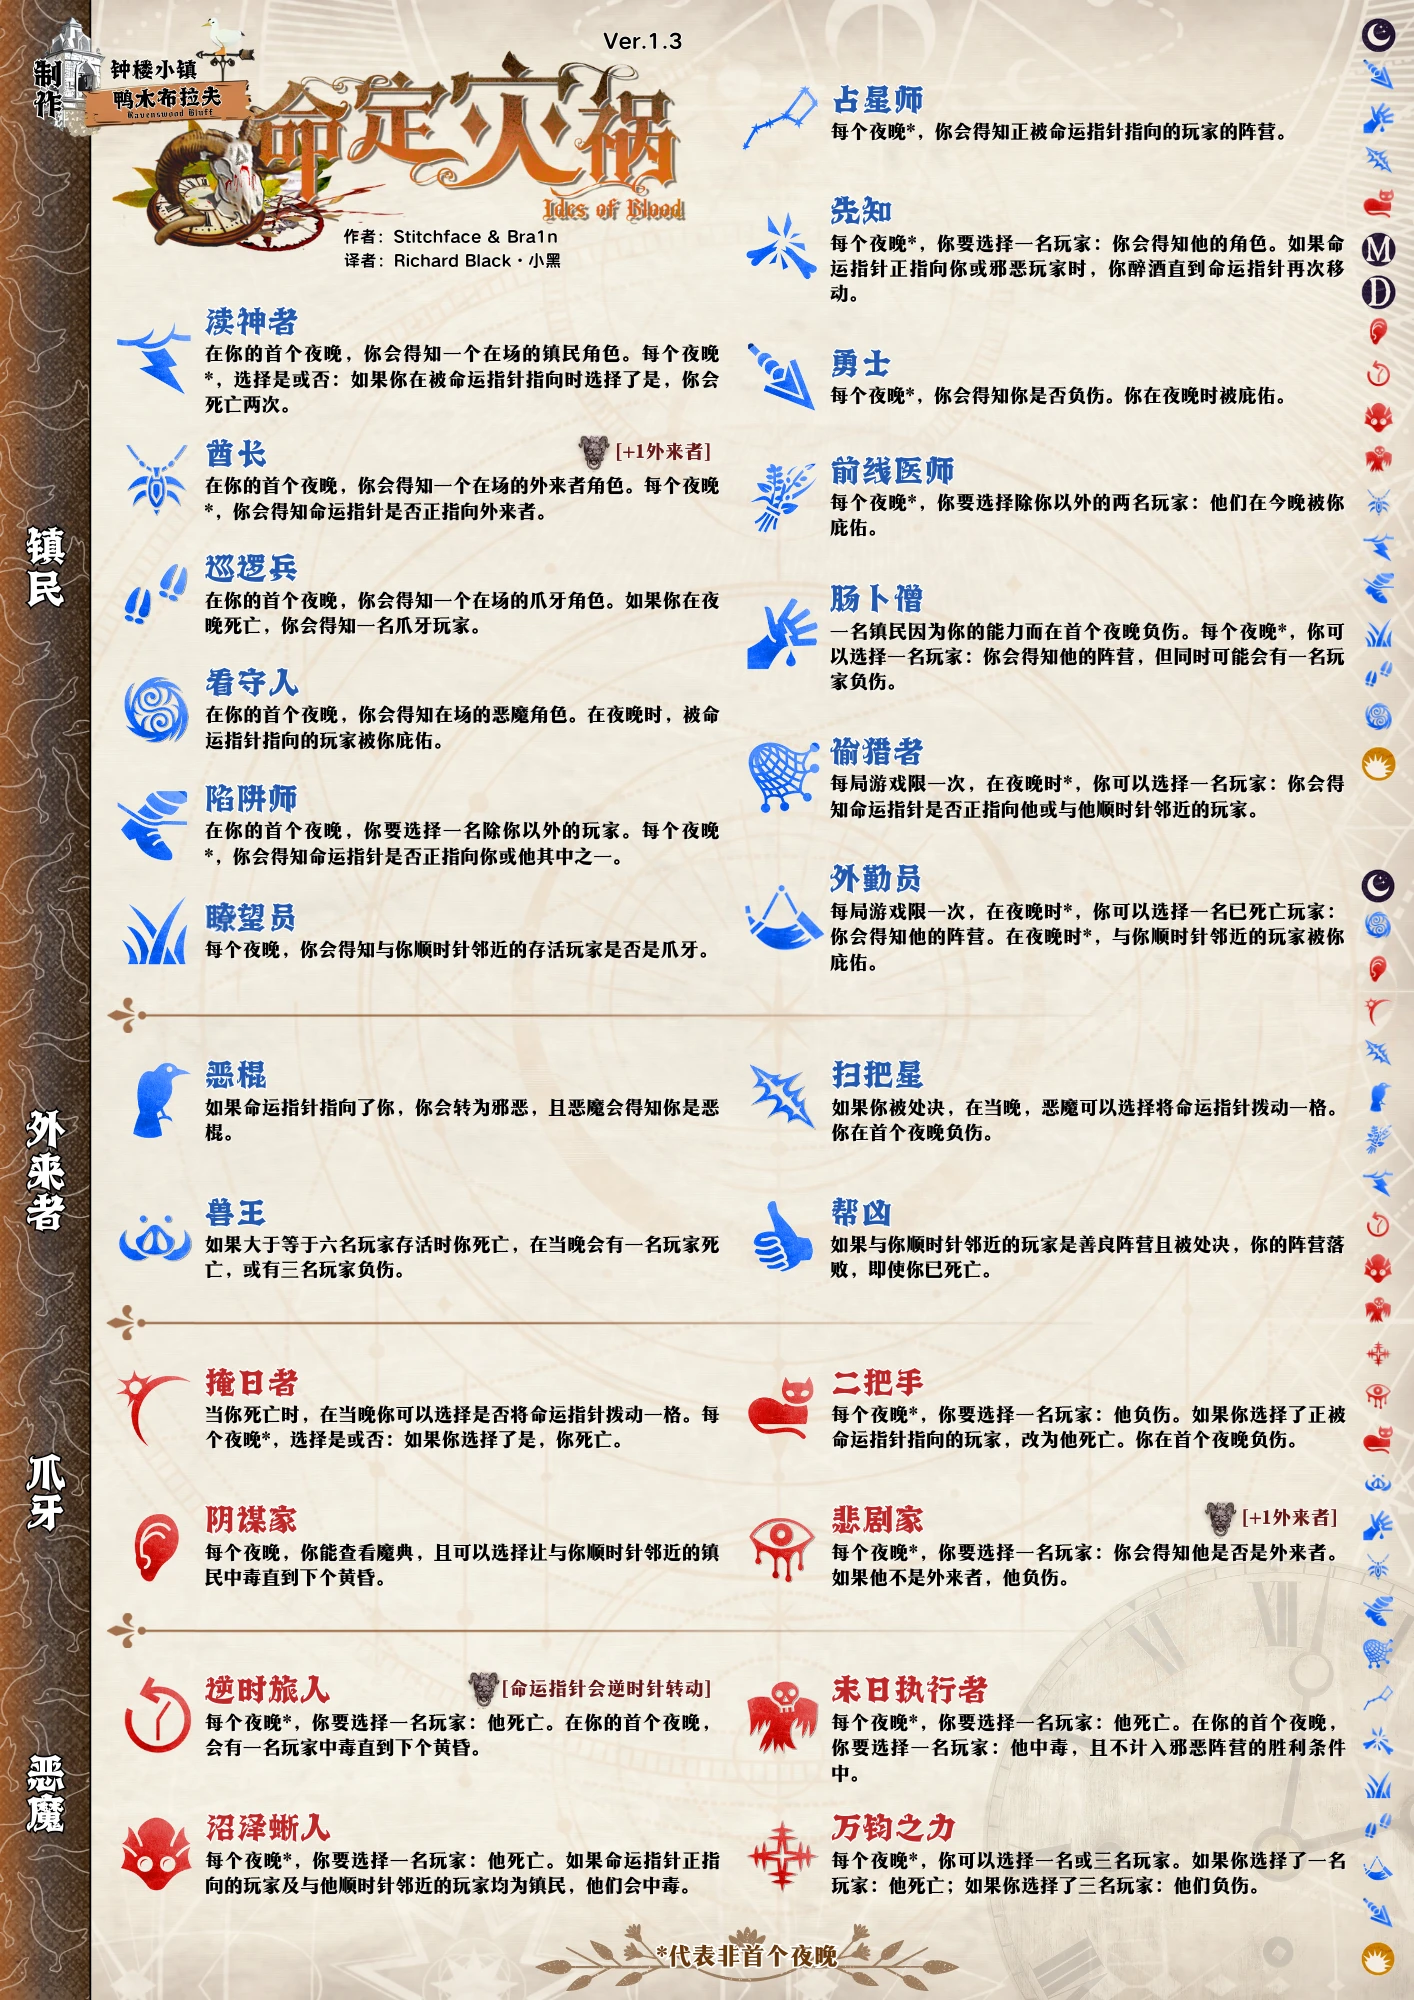 Ver.1.3
制作
钟楼小镇
鸦木布拉夫
Ravenswood Bluff
命定灾祸
Ides of Blood
作者：Stitchface & Bra1n
译者：Richard Black·小黑
镇民
渎神者
在你的首个夜晚，你会得知一个在场的镇民角色。每个夜晚
*，选择是或否：如果你在被命运指针指向时选择了是，你会
死亡两次。
酋长
[+1外来者]
在你的首个夜晚，你会得知一个在场的外来者角色。每个夜晚
*，你会得知命运指针是否正指向外来者。
巡逻兵
在你的首个夜晚，你会得知一个在场的爪牙角色。如果你在夜
晚死亡，你会得知一名爪牙玩家。
看守人
在你的首个夜晚，你会得知在场的恶魔角色。在夜晚时，被命
运指针指向的玩家被你庇佑。
陷阱师
在你的首个夜晚，你要选择一名除你以外的玩家。每个夜晚
*，你会得知命运指针是否正指向你或他其中之一。
瞭望员
每个夜晚，你会得知与你顺时针邻近的存活玩家是否是爪牙。
占星师
每个夜晚*，你会得知正被命运指针指向的玩家的阵营。
先知
每个夜晚*，你要选择一名玩家：你会得知他的角色。如果命
运指针正指向你或邪恶玩家时，你醉酒直到命运指针再次移
动。
勇士
每个夜晚*，你会得知你是否负伤。你在夜晚时被庇佑。
前线医师
每个夜晚*，你要选择除你以外的两名玩家：他们在今晚被你
庇佑。
肠卜僧
一名镇民因为你的能力而在首个夜晚负伤。每个夜晚*，你可
以选择一名玩家：你会得知他的阵营，但同时可能会有一名玩
家负伤。
偷猎者
每局游戏限一次，在夜晚时*，你可以选择一名玩家：你会得
知命运指针是否正指向他或与他顺时针邻近的玩家。
外勤员
每局游戏限一次，在夜晚时*，你可以选择一名已死亡玩家：
你会得知他的阵营。在夜晚时*，与你顺时针邻近的玩家被你
庇佑。
外来者
恶棍
如果命运指针指向了你，你会转为邪恶，且恶魔会得知你是恶
棍。
扫把星
如果你被处决，在当晚，恶魔可以选择将命运指针拨动一格。
你在首个夜晚负伤。
兽王
如果大于等于六名玩家存活时你死亡，在当晚会有一名玩家死
亡，或有三名玩家负伤。
帮凶
如果与你顺时针邻近的玩家是善良阵营且被处决，你的阵营落
败，即使你已死亡。
爪牙
掩日者
当你死亡时，在当晚你可以选择是否将命运指针拨动一格。每
个夜晚*，选择是或否：如果你选择了是，你死亡。
二把手
每个夜晚*，你要选择一名玩家：他负伤。如果你选择了正被
命运指针指向的玩家，改为他死亡。你在首个夜晚负伤。
阴谋家
每个夜晚，你能查看魔典，且可以选择让与你顺时针邻近的镇
民中毒直到下个黄昏。
悲剧家
[+1外来者]
每个夜晚*，你要选择一名玩家：你会得知他是否是外来者。
如果他不是外来者，他负伤。
恶魔
逆时旅人
[命运指针会逆时针转动]
每个夜晚*，你要选择一名玩家：他死亡。在你的首个夜晚，
会有一名玩家中毒直到下个黄昏。
末日执行者
每个夜晚*，你要选择一名玩家：他死亡。在你的首个夜晚，
你要选择一名玩家：他中毒，且不计入邪恶阵营的胜利条件
中。
沼泽蜥人
每个夜晚*，你要选择一名玩家：他死亡。如果命运指针正指
向的玩家及与他顺时针邻近的玩家均为镇民，他们会中毒。
万钧之力
每个夜晚*，你可以选择一名或三名玩家。如果你选择了一名
玩家：他死亡；如果你选择了三名玩家：他们负伤。
*代表非首个夜晚
M
D